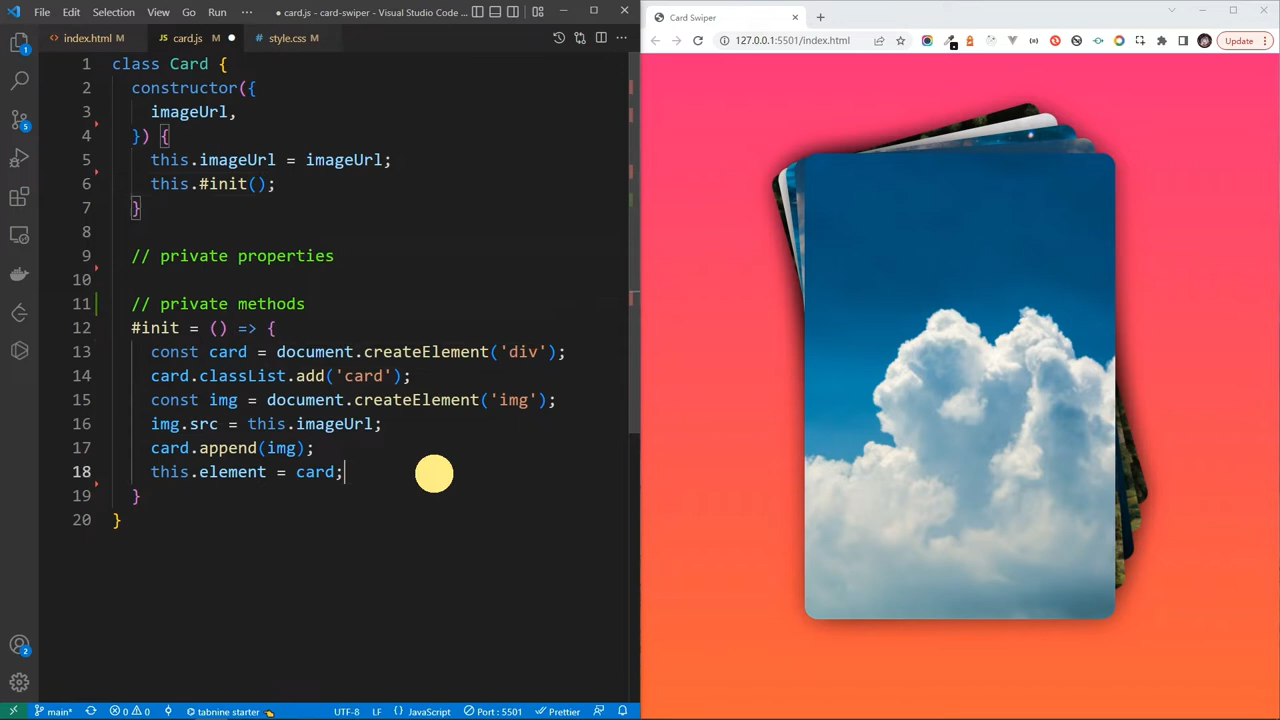 File Edit Selection View Go Run ··· ● card.js - card-swiper - Visual Studio Code ...
index.html M
card.js M
style.css M
1 class Card {
2 constructor({
3 imageUrl,
4 }) {
5 this.imageUrl = imageUrl;
6 this.#init();
7 }
8
9 // private properties
10
11 // private methods
12 #init = () => {
13 const card = document.createElement('div');
14 card.classList.add('card');
15 const img = document.createElement('img');
16 img.src = this.imageUrl;
17 card.append(img);
18 this.element = card;
19 }
20 }
1
5
2
main* 0 0 tabnine starter UTF-8 LF {} JavaScript Port : 5501 Prettier
Card Swiper
127.0.0.1:5501/index.html
Update